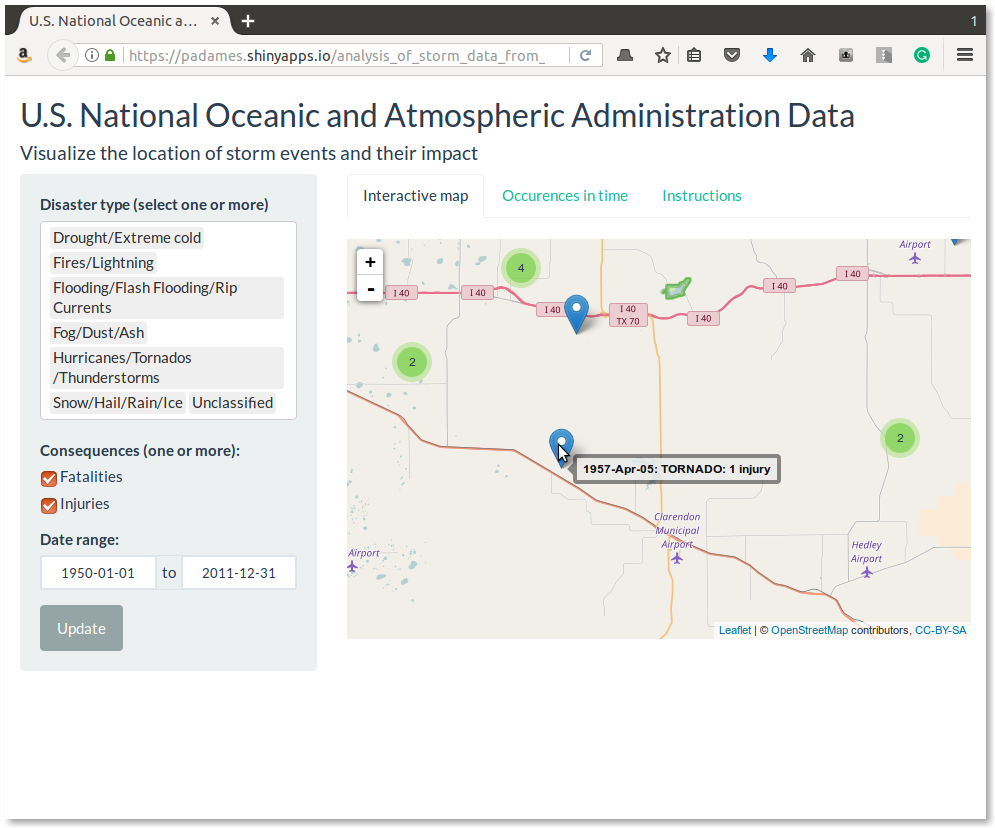 U.S. National Oceanic a...
1
https://padames.shinyapps.io/analysis_of_storm_data_from_
U.S. National Oceanic and Atmospheric Administration Data
Visualize the location of storm events and their impact
Disaster type (select one or more)
Drought/Extreme cold
Fires/Lightning
Flooding/Flash Flooding/Rip
Currents
Fog/Dust/Ash
Hurricanes/Tornados
/Thunderstorms
Snow/Hail/Rain/Ice Unclassified
Consequences (one or more):
Fatalities
Injuries
Date range:
1950-01-01 to 2011-12-31
Update
Interactive map Occurences in time Instructions
+
-
Airport
4
I 40
I 40
I 40
I 40
TX 70
I 40
I 40
I 40
2
2
1957-Apr-05: TORNADO: 1 injury
Clarendon
Municipal
Airport
Airport
Hedley
Airport
Leaflet | © OpenStreetMap contributors, CC-BY-SA